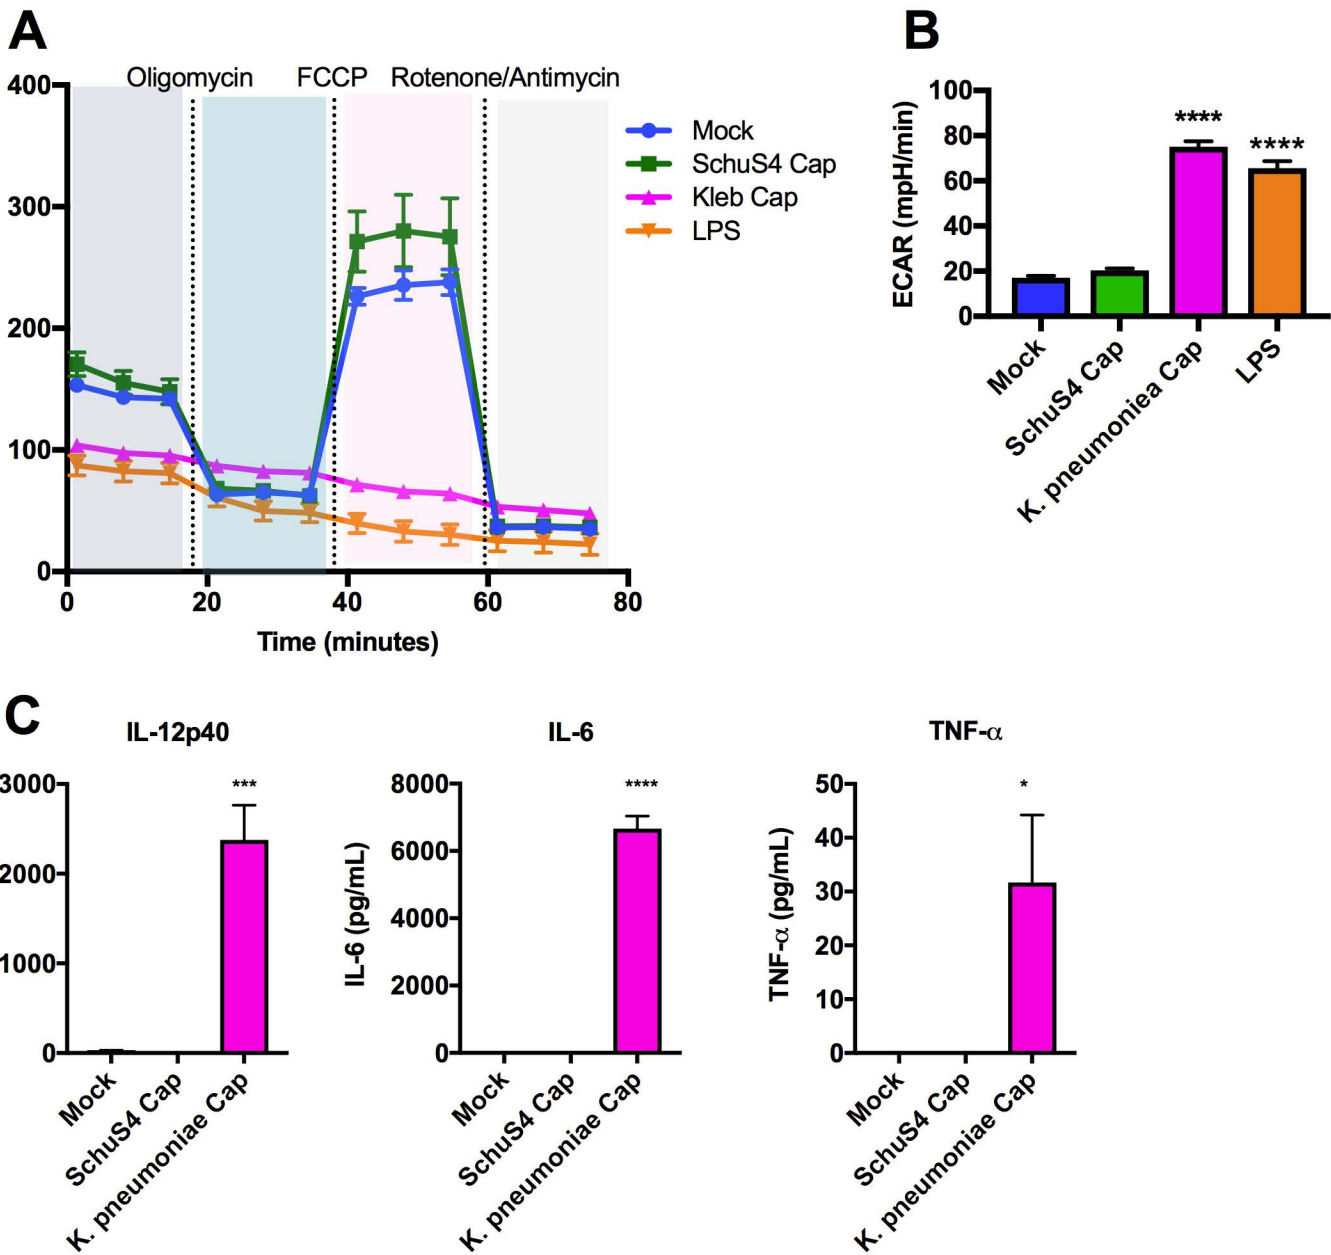 A
Oligomycin FCCP Rotenone/Antimycin
400
300
200
100
0
0 20 40 60 80
Time (minutes)
Mock
SchuS4 Cap
Kleb Cap
LPS
B
ECAR (mpH/min)
100
80
60
40
20
0
**** ****
Mock
SchuS4 Cap
K. pneumoniea Cap
LPS
C
IL-12p40
3000
2000
1000
0
***
Mock
SchuS4 Cap
K. pneumoniae Cap
IL-6
IL-6 (pg/mL)
8000
6000
4000
2000
0
****
Mock
SchuS4 Cap
K. pneumoniae Cap
TNF-α
TNF-α (pg/mL)
50
40
30
20
10
0
*
Mock
SchuS4 Cap
K. pneumoniae Cap